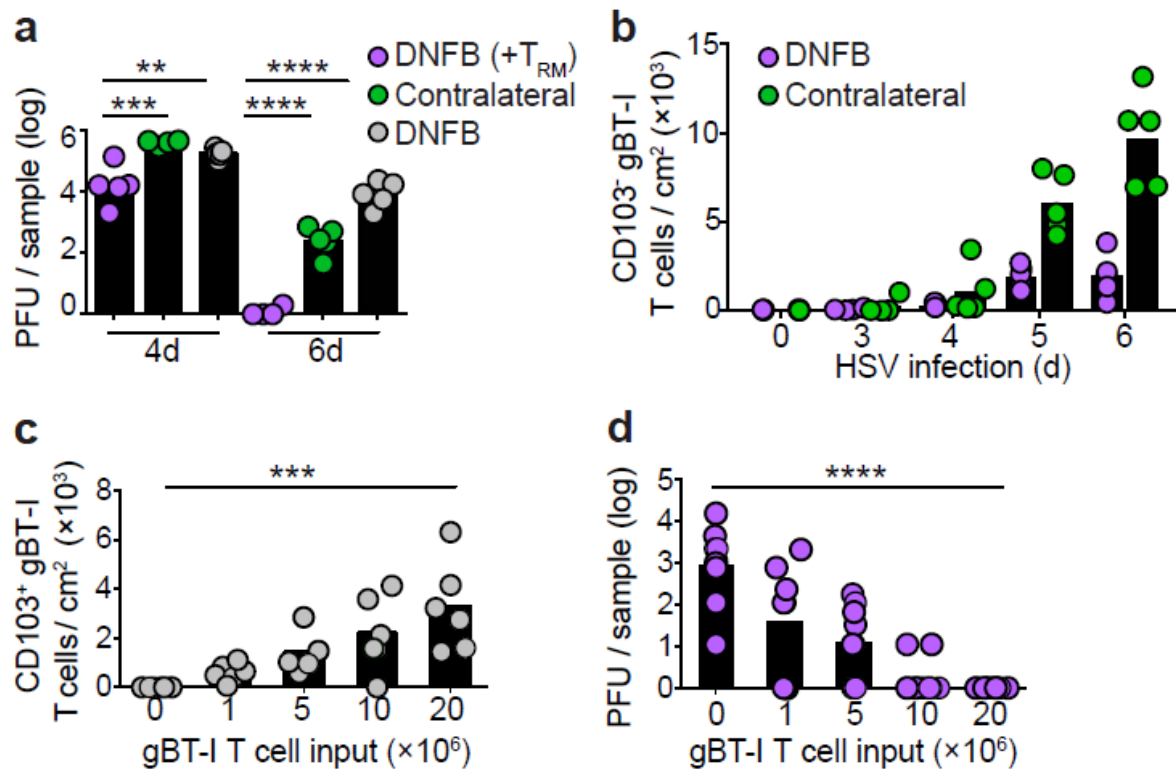 a
** ****
*** ****
DNFB (+TRM)
Contralateral
DNFB
PFU / sample (log)
6
4
2
0
4d 6d
b
DNFB
Contralateral
CD103⁻ gBT-I
T cells / cm² (×10³)
15
10
5
0
0 3 4 5 6
HSV infection (d)
c
***
CD103⁺ gBT-I
T cells/ cm² (×10³)
8
6
4
2
0
0 1 5 10 20
gBT-I T cell input (×10⁶)
d
****
PFU / sample (log)
5
4
3
2
1
0
0 1 5 10 20
gBT-I T cell input (×10⁶)